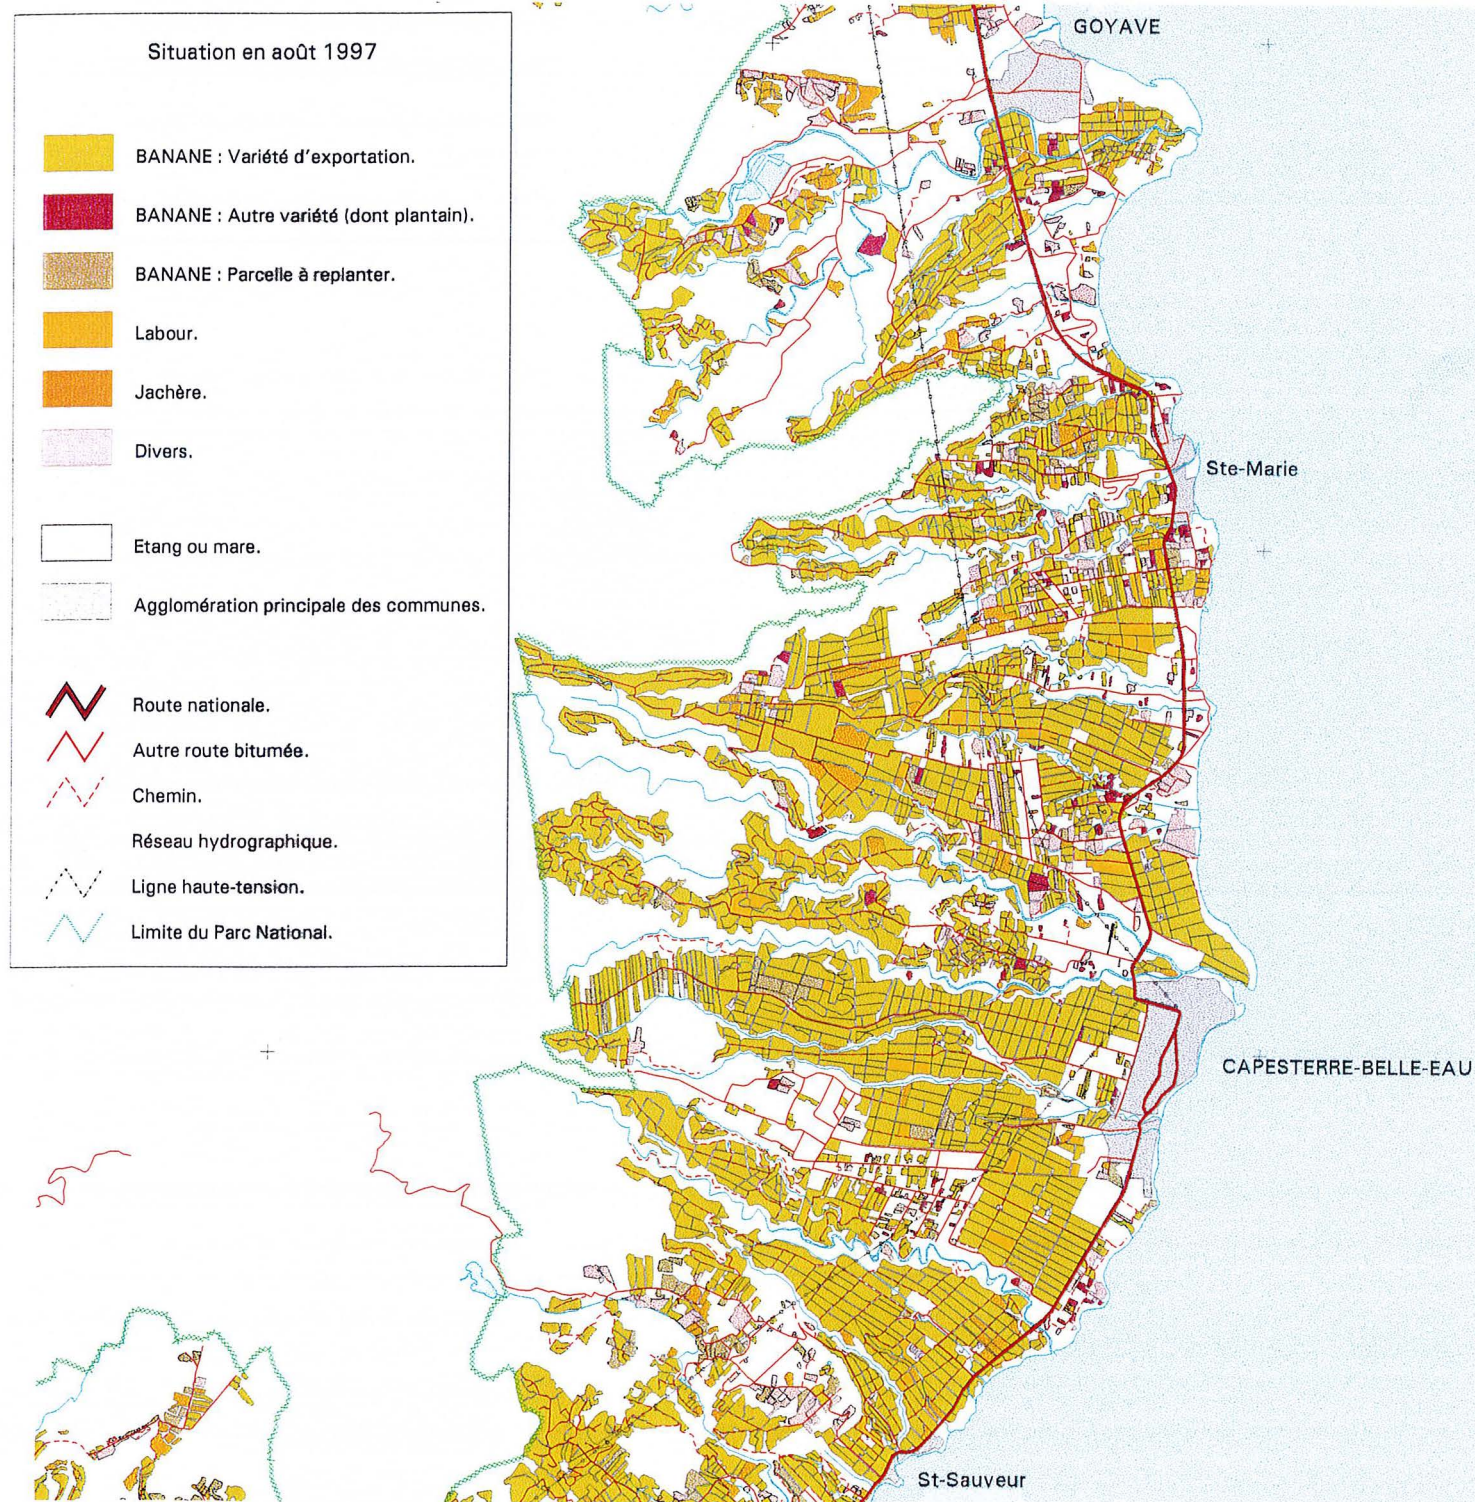 Situation en août 1997
BANANE : Variété d'exportation.
BANANE : Autre variété (dont plantain).
BANANE : Parcelle à replanter.
Labour.
Jachère.
Divers.
Etang ou mare.
Agglomération principale des communes.
Route nationale.
Autre route bitumée.
Chemin.
Réseau hydrographique.
Ligne haute-tension.
Limite du Parc National.
GOYAVE
Ste-Marie
CAPESTERRE-BELLE-EAU
St-Sauveur